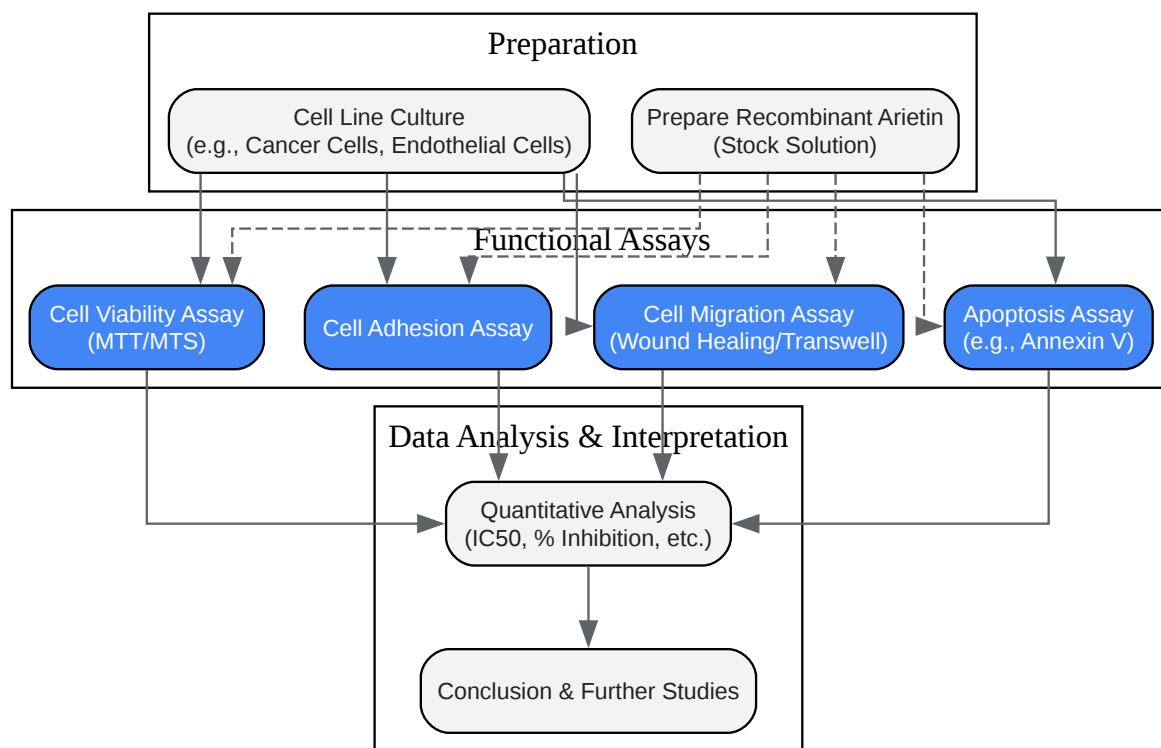 Preparation
Cell Line Culture
(e.g., Cancer Cells, Endothelial Cells)
Prepare Recombinant Arietin
(Stock Solution)
Functional Assays
Cell Viability Assay
(MTT/MTS)
Cell Adhesion Assay
Cell Migration Assay
(Wound Healing/Transwell)
Apoptosis Assay
(e.g., Annexin V)
Data Analysis & Interpretation
Quantitative Analysis
(IC50, % Inhibition, etc.)
Conclusion & Further Studies